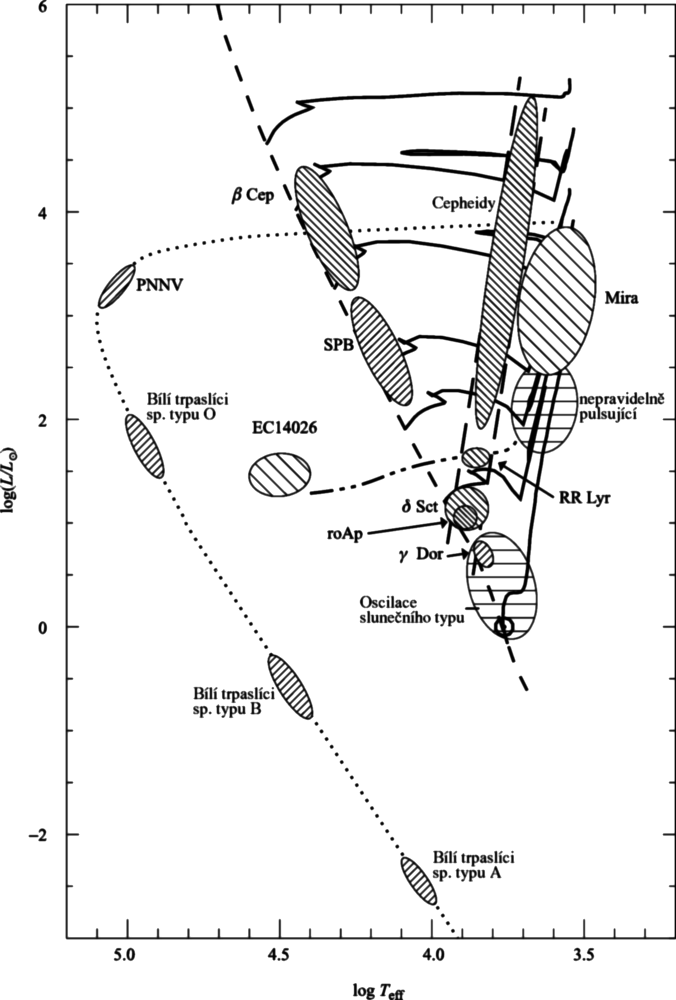 6
4
2
0
−2
log(L/L⊙)
β Cep
Cepheidy
PNNV
Mira
SPB
Bílí trpaslíci
sp. typu O
EC14026
nepravidelně
pulsující
RR Lyr
δ Sct
roAp
γ Dor
Oscilace
slunečního typu
Bílí trpaslíci
sp. typu B
Bílí trpaslíci
sp. typu A
5.0
4.5
4.0
3.5
log Teff